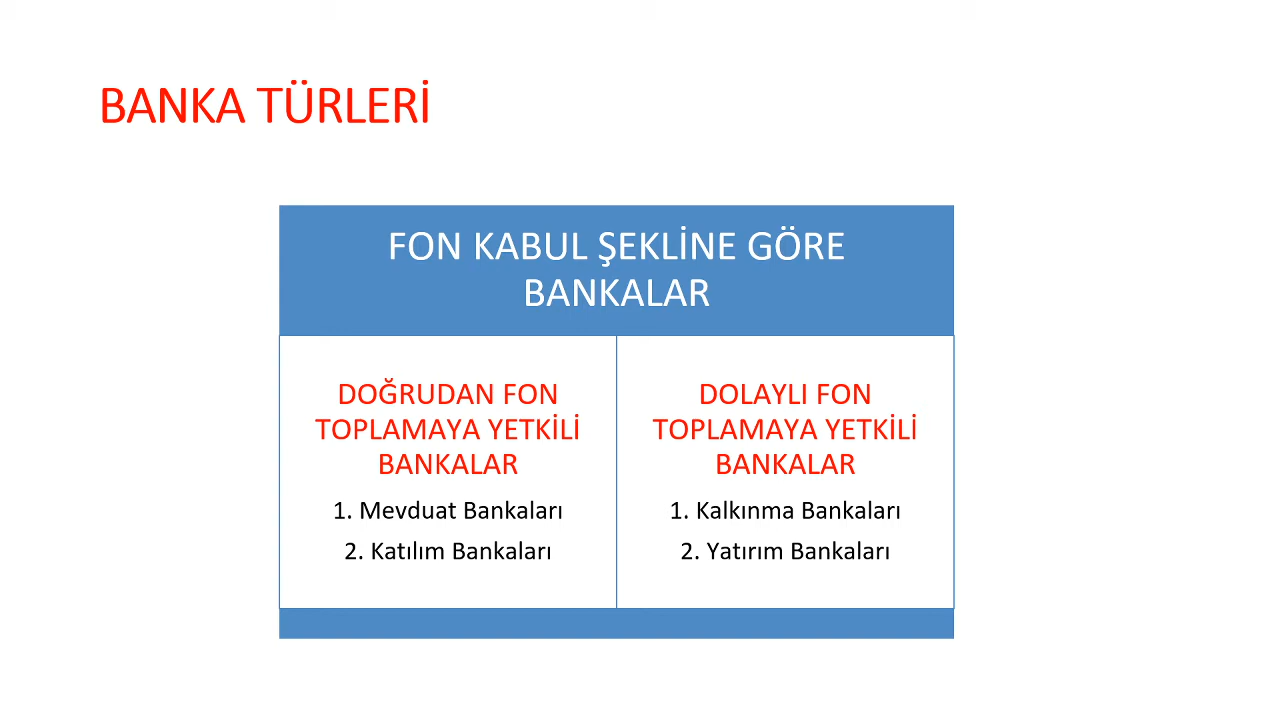 BANKA TÜRLERİ
FON KABUL ŞEKLİNE GÖRE
BANKALAR
DOĞRUDAN FON
TOPLAMAYA YETKİLİ
BANKALAR
1. Mevduat Bankaları
2. Katılım Bankaları
DOLAYLI FON
TOPLAMAYA YETKİLİ
BANKALAR
1. Kalkınma Bankaları
2. Yatırım Bankaları